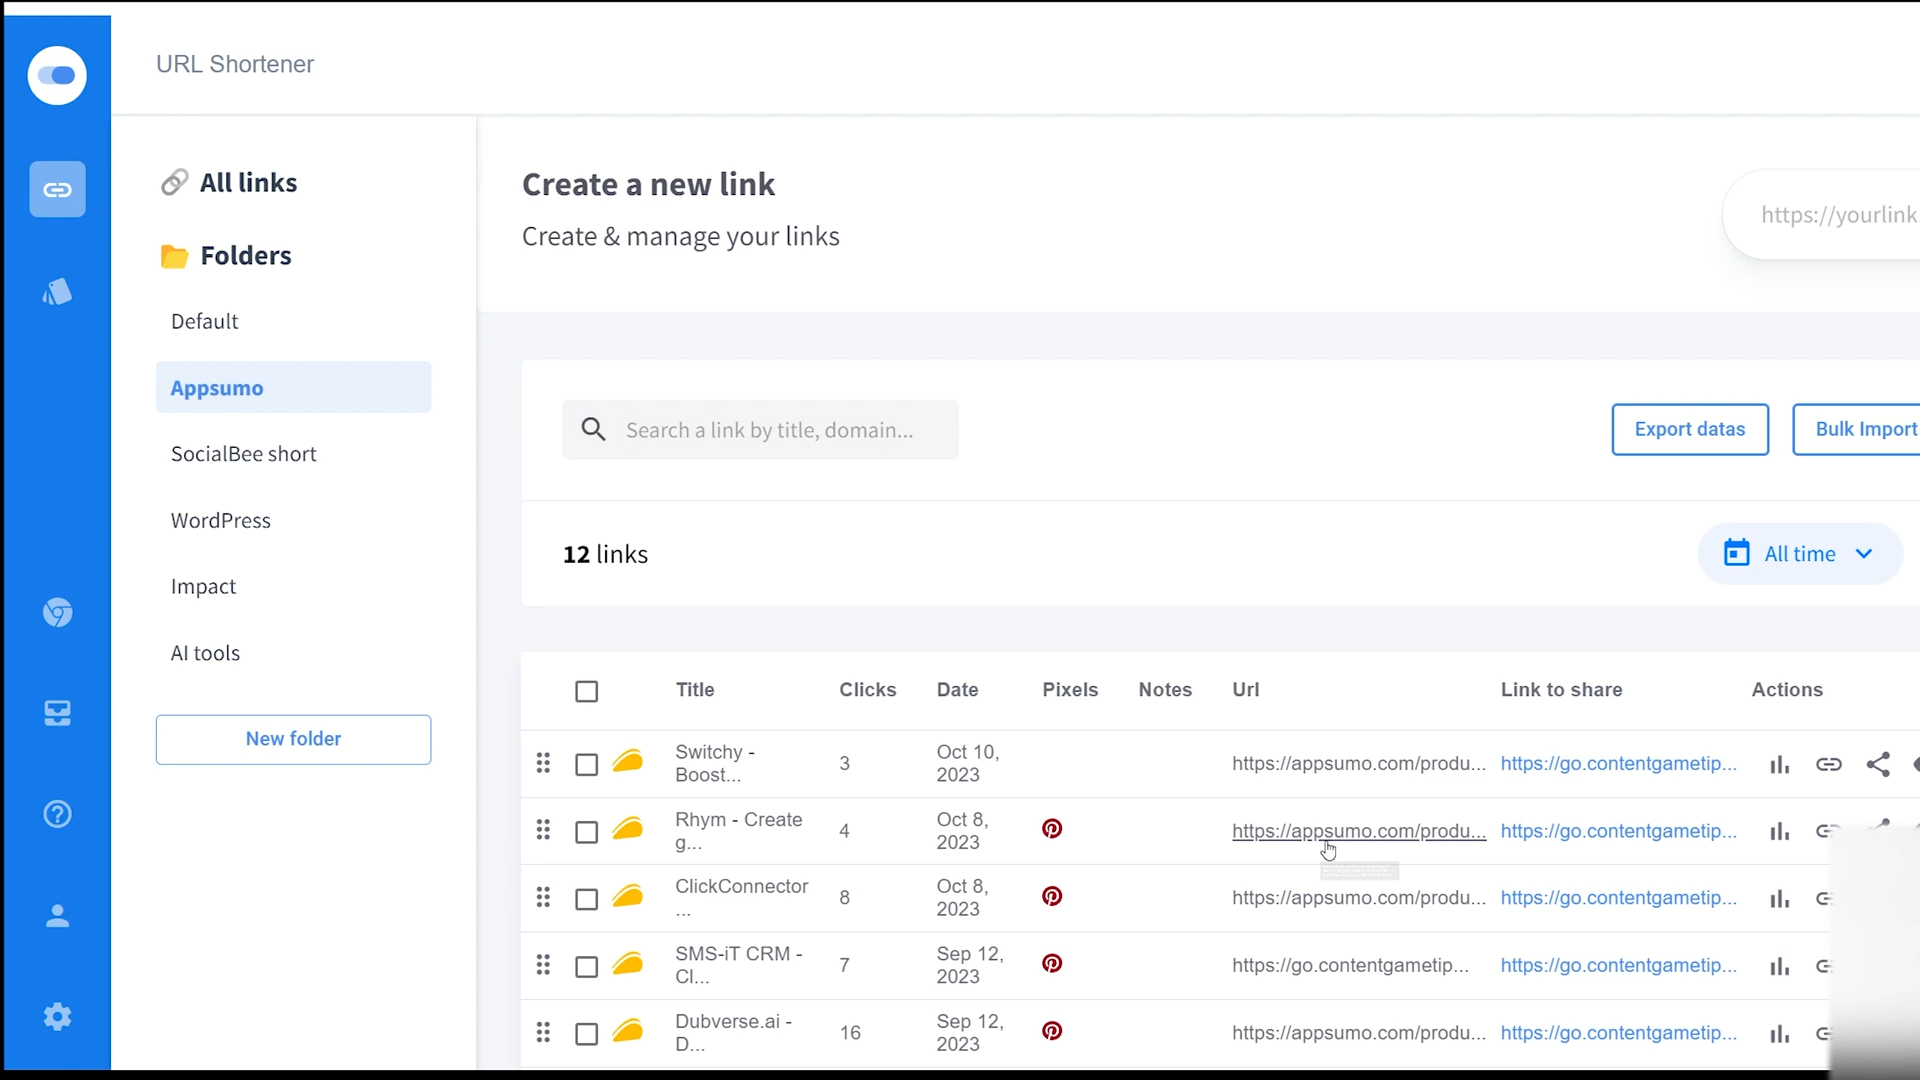 URL Shortener
All links
Folders
Default
Appsumo
SocialBee short
WordPress
Impact
AI tools
New folder
Create a new link
Create & manage your links
https://yourlink
Search a link by title, domain...
Export datas
Bulk Import
12 links
All time
Title Clicks Date Pixels Notes Url Link to share Actions
Switchy -
Boost...
3
Oct 10,
2023
https://appsumo.com/produ...
https://go.contentgametip...
Rhym - Create
g...
4
Oct 8,
2023
https://appsumo.com/produ...
https://go.contentgametip...
ClickConnector
...
8
Oct 8,
2023
https://appsumo.com/produ...
https://go.contentgametip...
SMS-iT CRM -
Cl...
7
Sep 12,
2023
https://go.contentgametip...
https://go.contentgametip...
Dubverse.ai -
D...
16
Sep 12,
2023
https://appsumo.com/produ...
https://go.contentgametip...